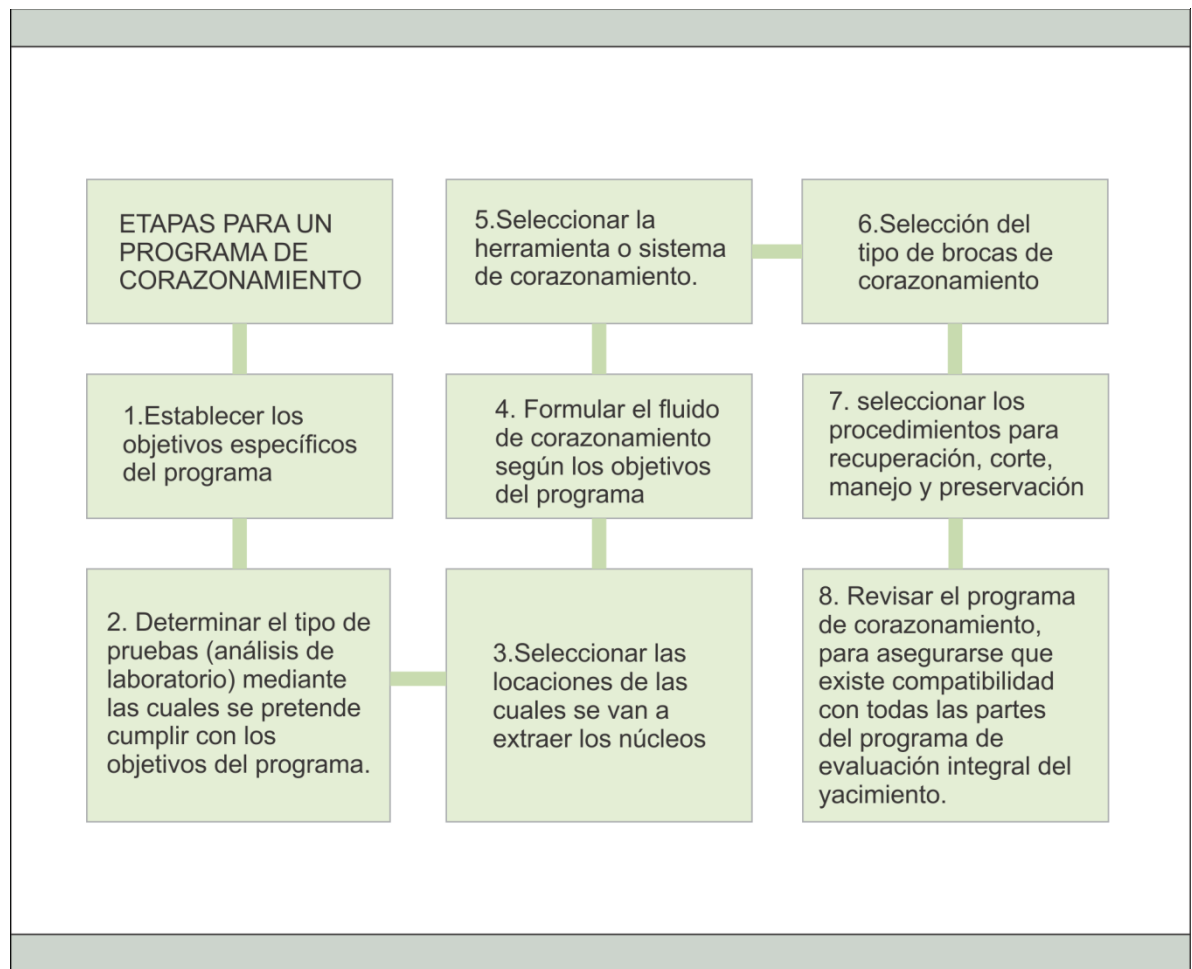 ETAPAS PARA UN
PROGRAMA DE
CORAZONAMIENTO
1.Establecer los
objetivos específicos
del programa
2. Determinar el tipo de
pruebas (análisis de
laboratorio) mediante
las cuales se pretende
cumplir con los
objetivos del programa.
3.Seleccionar las
locaciones de las
cuales se van a
extraer los núcleos
4. Formular el fluido
de corazonamiento
según los objetivos
del programa
5.Seleccionar la
herramienta o sistema
de corazonamiento.
6.Selección del
tipo de brocas de
corazonamiento
7. seleccionar los
procedimientos para
recuperación, corte,
manejo y preservación
8. Revisar el programa
de corazonamiento,
para asegurarse que
existe compatibilidad
con todas las partes
del programa de
evaluación integral del
yacimiento.